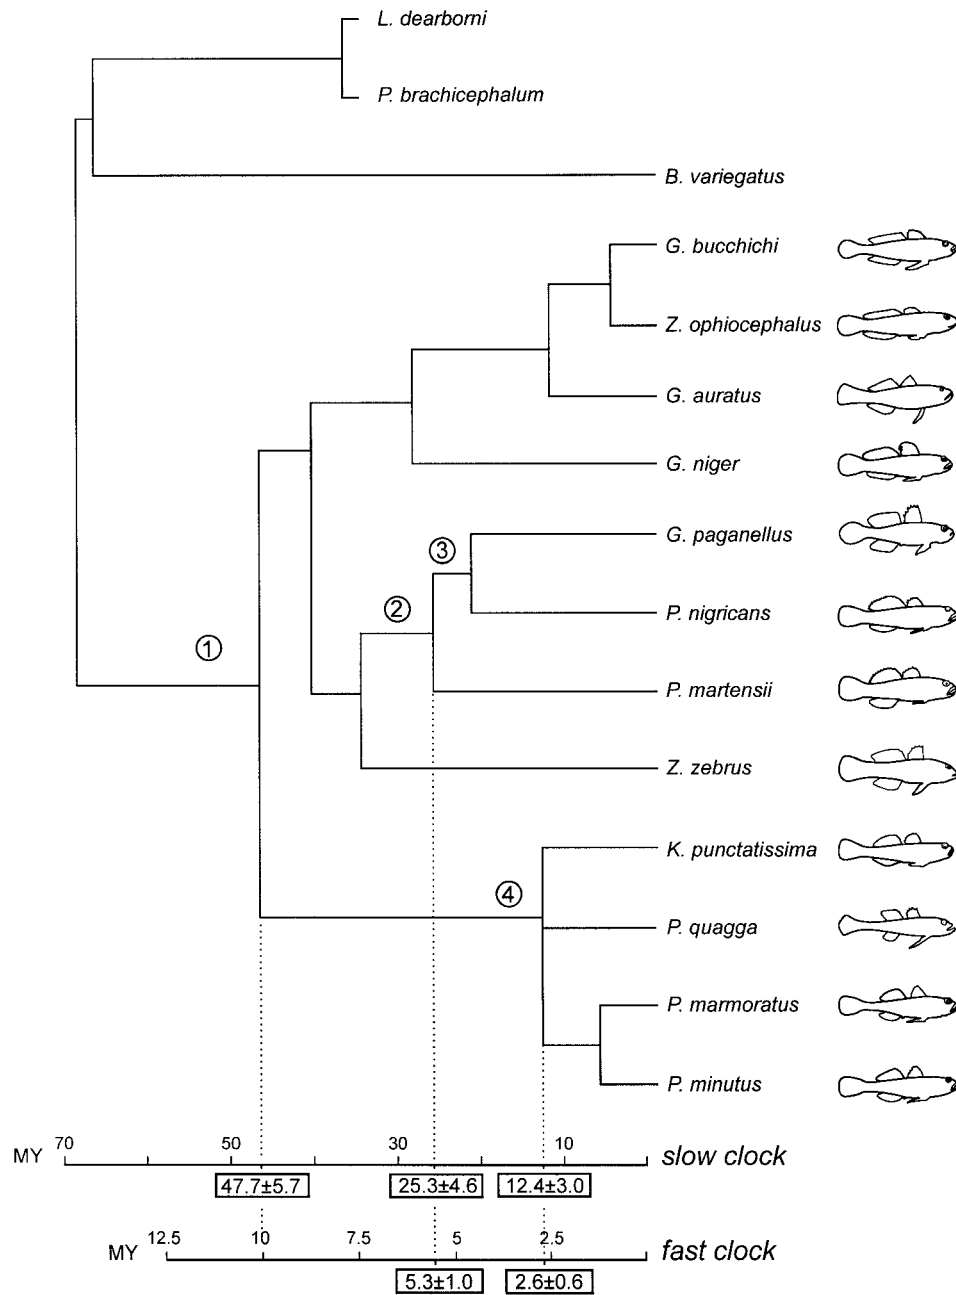 L. dearborni
P. brachicephalum
B. variegatus
G. bucchichi
Z. ophiocephalus
G. auratus
G. niger
G. paganellus
3
P. nigricans
2
1
P. martensii
Z. zebrus
K. punctatissima
4
P. quagga
P. marmoratus
P. minutus
MY 70 50 30 10 slow clock
47.7±5.7 25.3±4.6 12.4±3.0
MY 12.5 10 7.5 5 2.5 fast clock
5.3±1.0 2.6±0.6